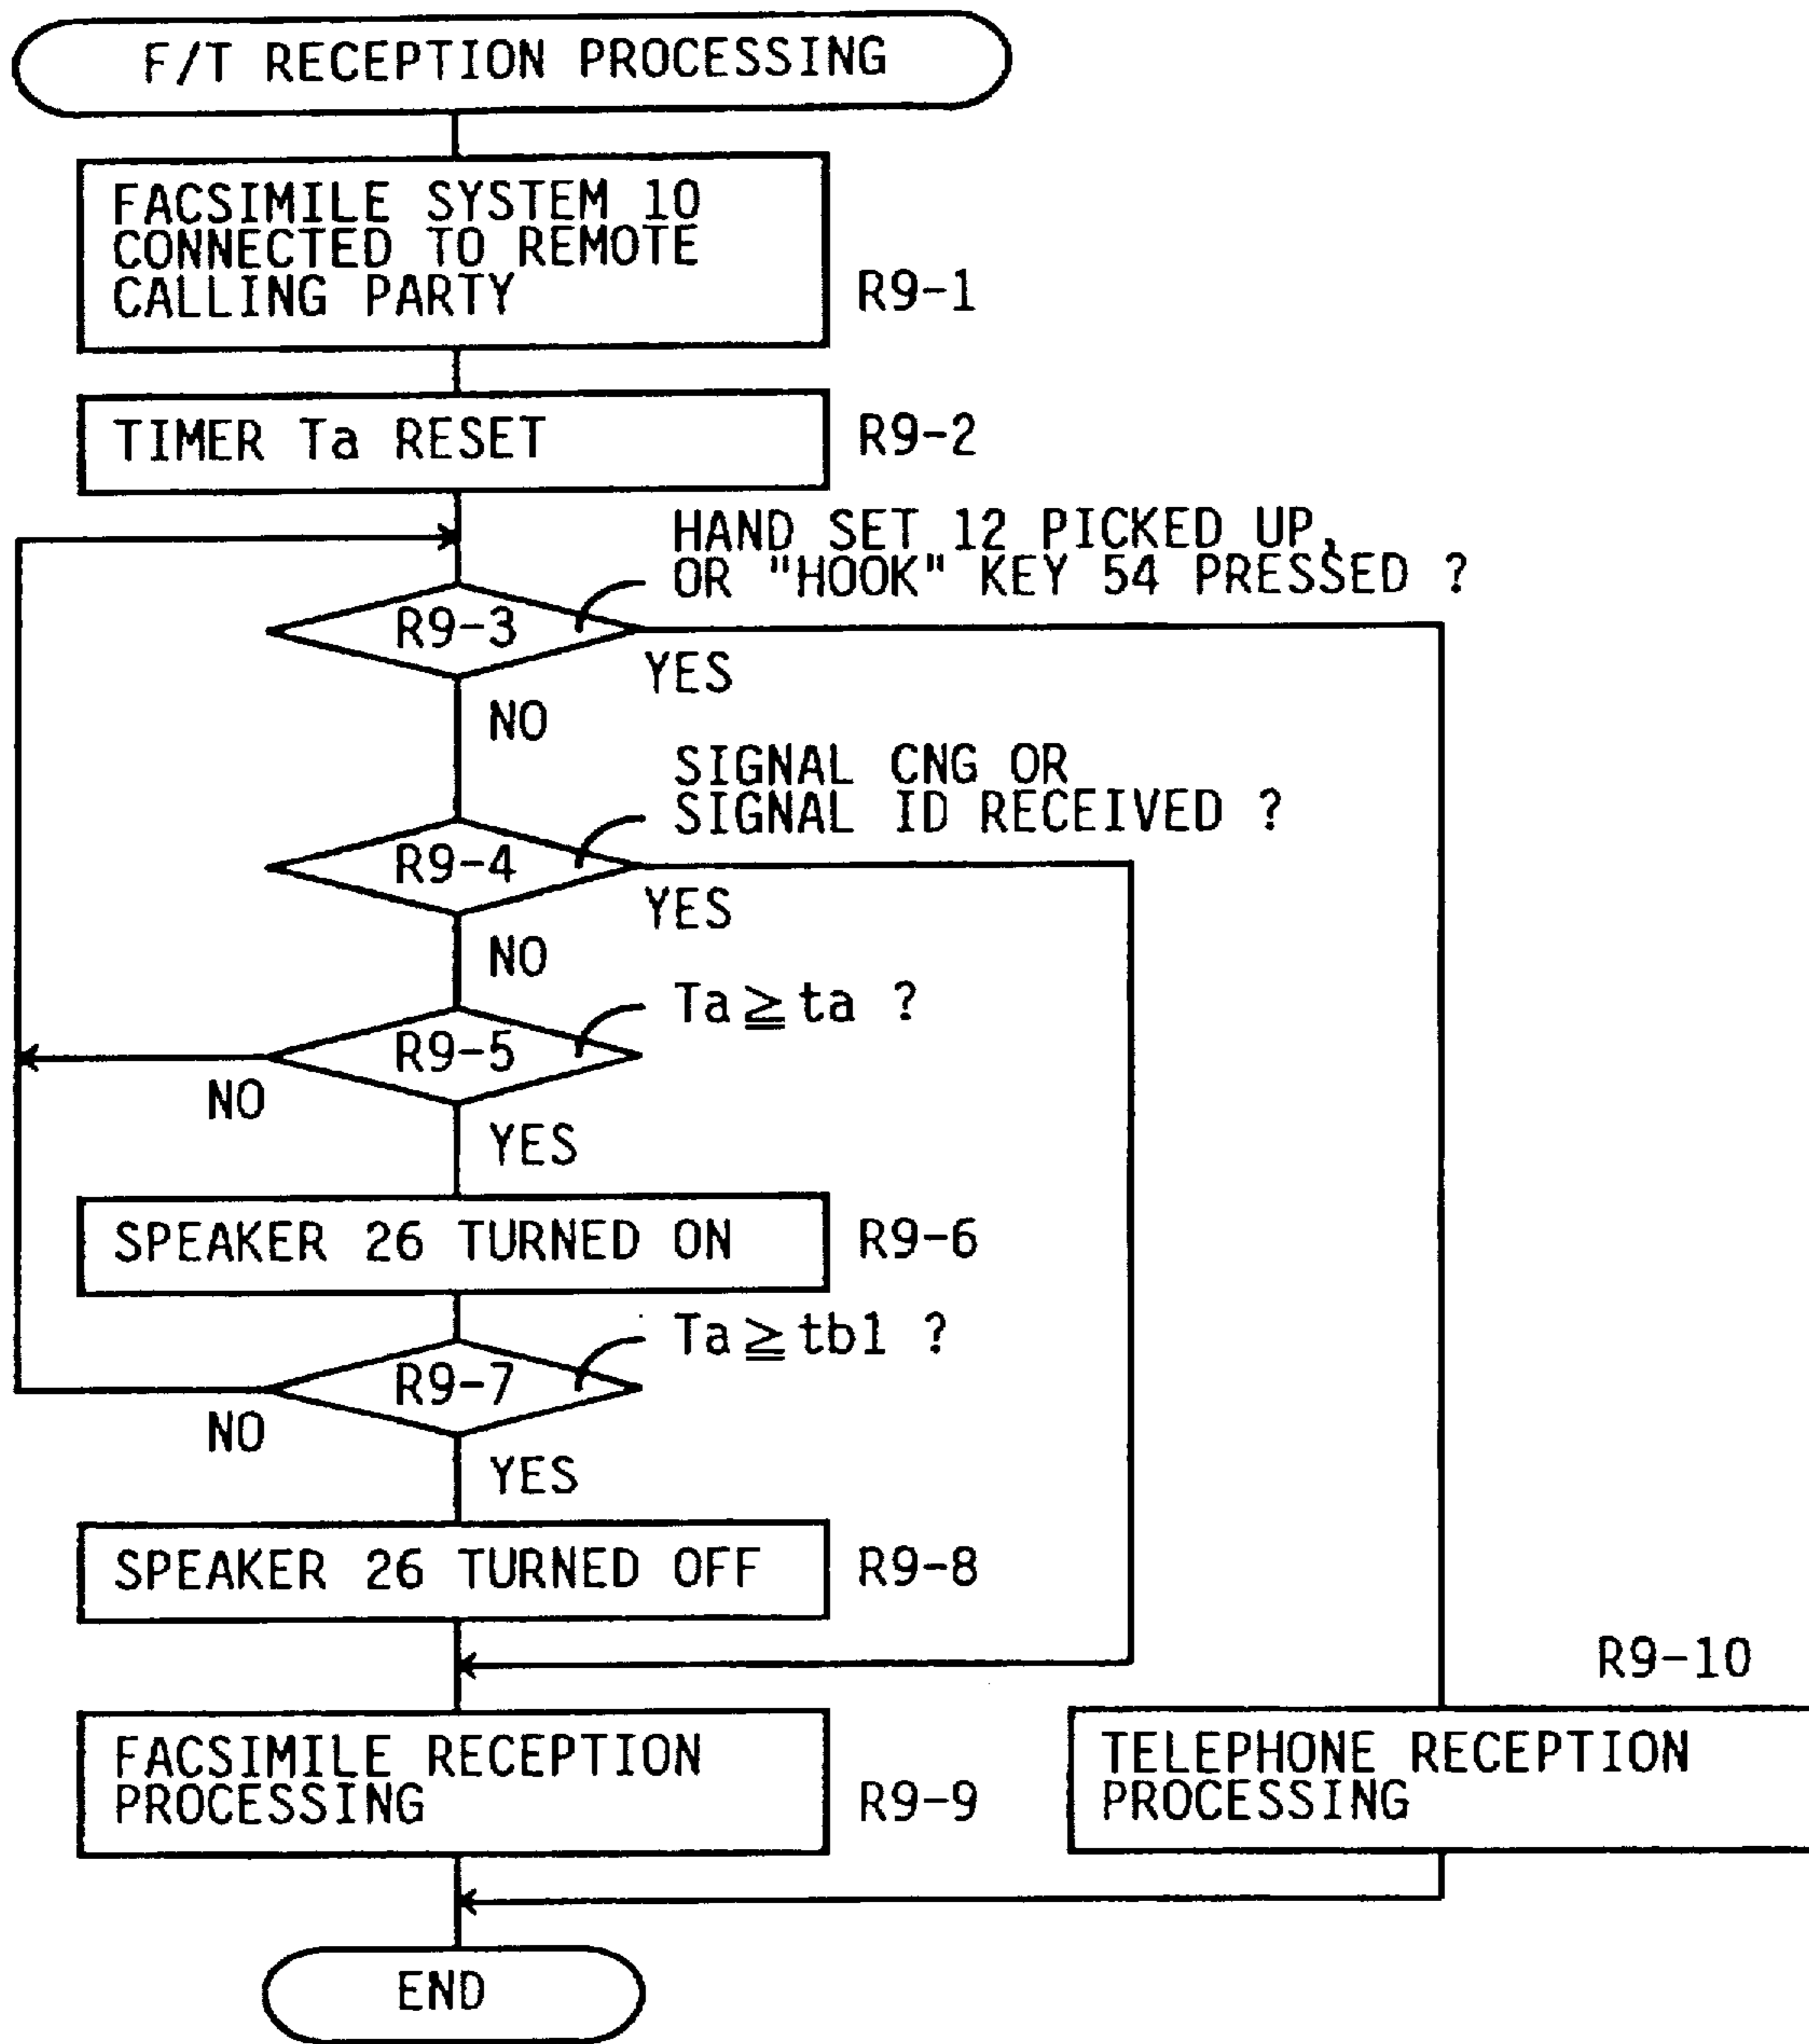 F/T RECEPTION PROCESSING
FACSIMILE SYSTEM 10
CONNECTED TO REMOTE
CALLING PARTY
R9-1
TIMER Ta RESET
R9-2
HAND SET 12 PICKED UP,
OR "HOOK" KEY 54 PRESSED ?
R9-3
YES
NO
SIGNAL CNG OR
SIGNAL ID RECEIVED ?
R9-4
YES
NO
Ta≧ta ?
R9-5
NO
YES
SPEAKER 26 TURNED ON
R9-6
Ta≧tb1 ?
R9-7
NO
YES
SPEAKER 26 TURNED OFF
R9-8
R9-10
FACSIMILE RECEPTION
PROCESSING
R9-9
TELEPHONE RECEPTION
PROCESSING
END